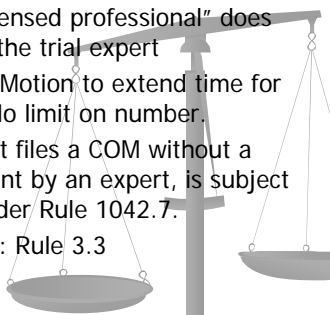 ensed professional” does
the trial expert
Motion to extend time for
lo limit on number.
t files a COM without a
nt by an expert, is subject
der Rule 1042.7.
: Rule 3.3